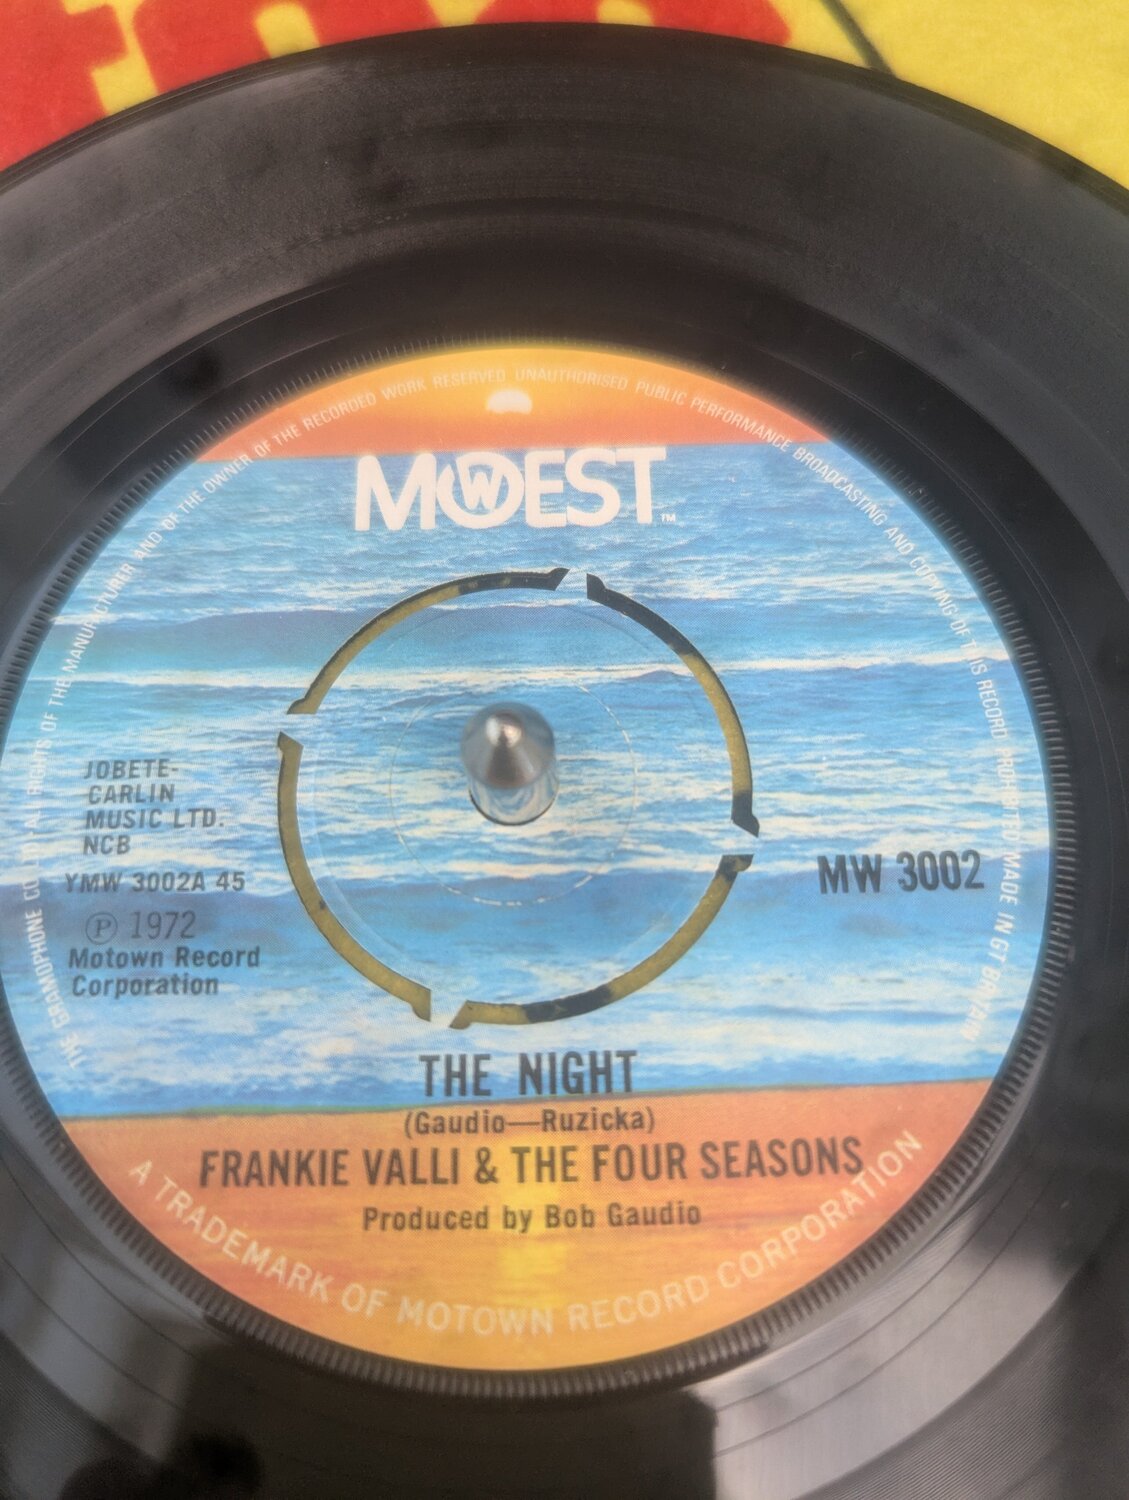 THE GRAMOPHONE CO. LTD. ALL RIGHTS OF THE MANUFACTURER AND OF THE OWNER OF THE RECORDED WORK RESERVED UNAUTHORISED PUBLIC PERFORMANCE BROADCASTING AND COPYING OF THIS RECORD PROHIBITED MADE IN GT BRITAIN
MOWEST™
JOBETE-
CARLIN
MUSIC LTD.
NCB
YMW 3002A 45
Ⓟ 1972
Motown Record
Corporation
MW 3002
THE NIGHT
(Gaudio—Ruzicka)
FRANKIE VALLI & THE FOUR SEASONS
Produced by Bob Gaudio
A TRADEMARK OF MOTOWN RECORD CORPORATION